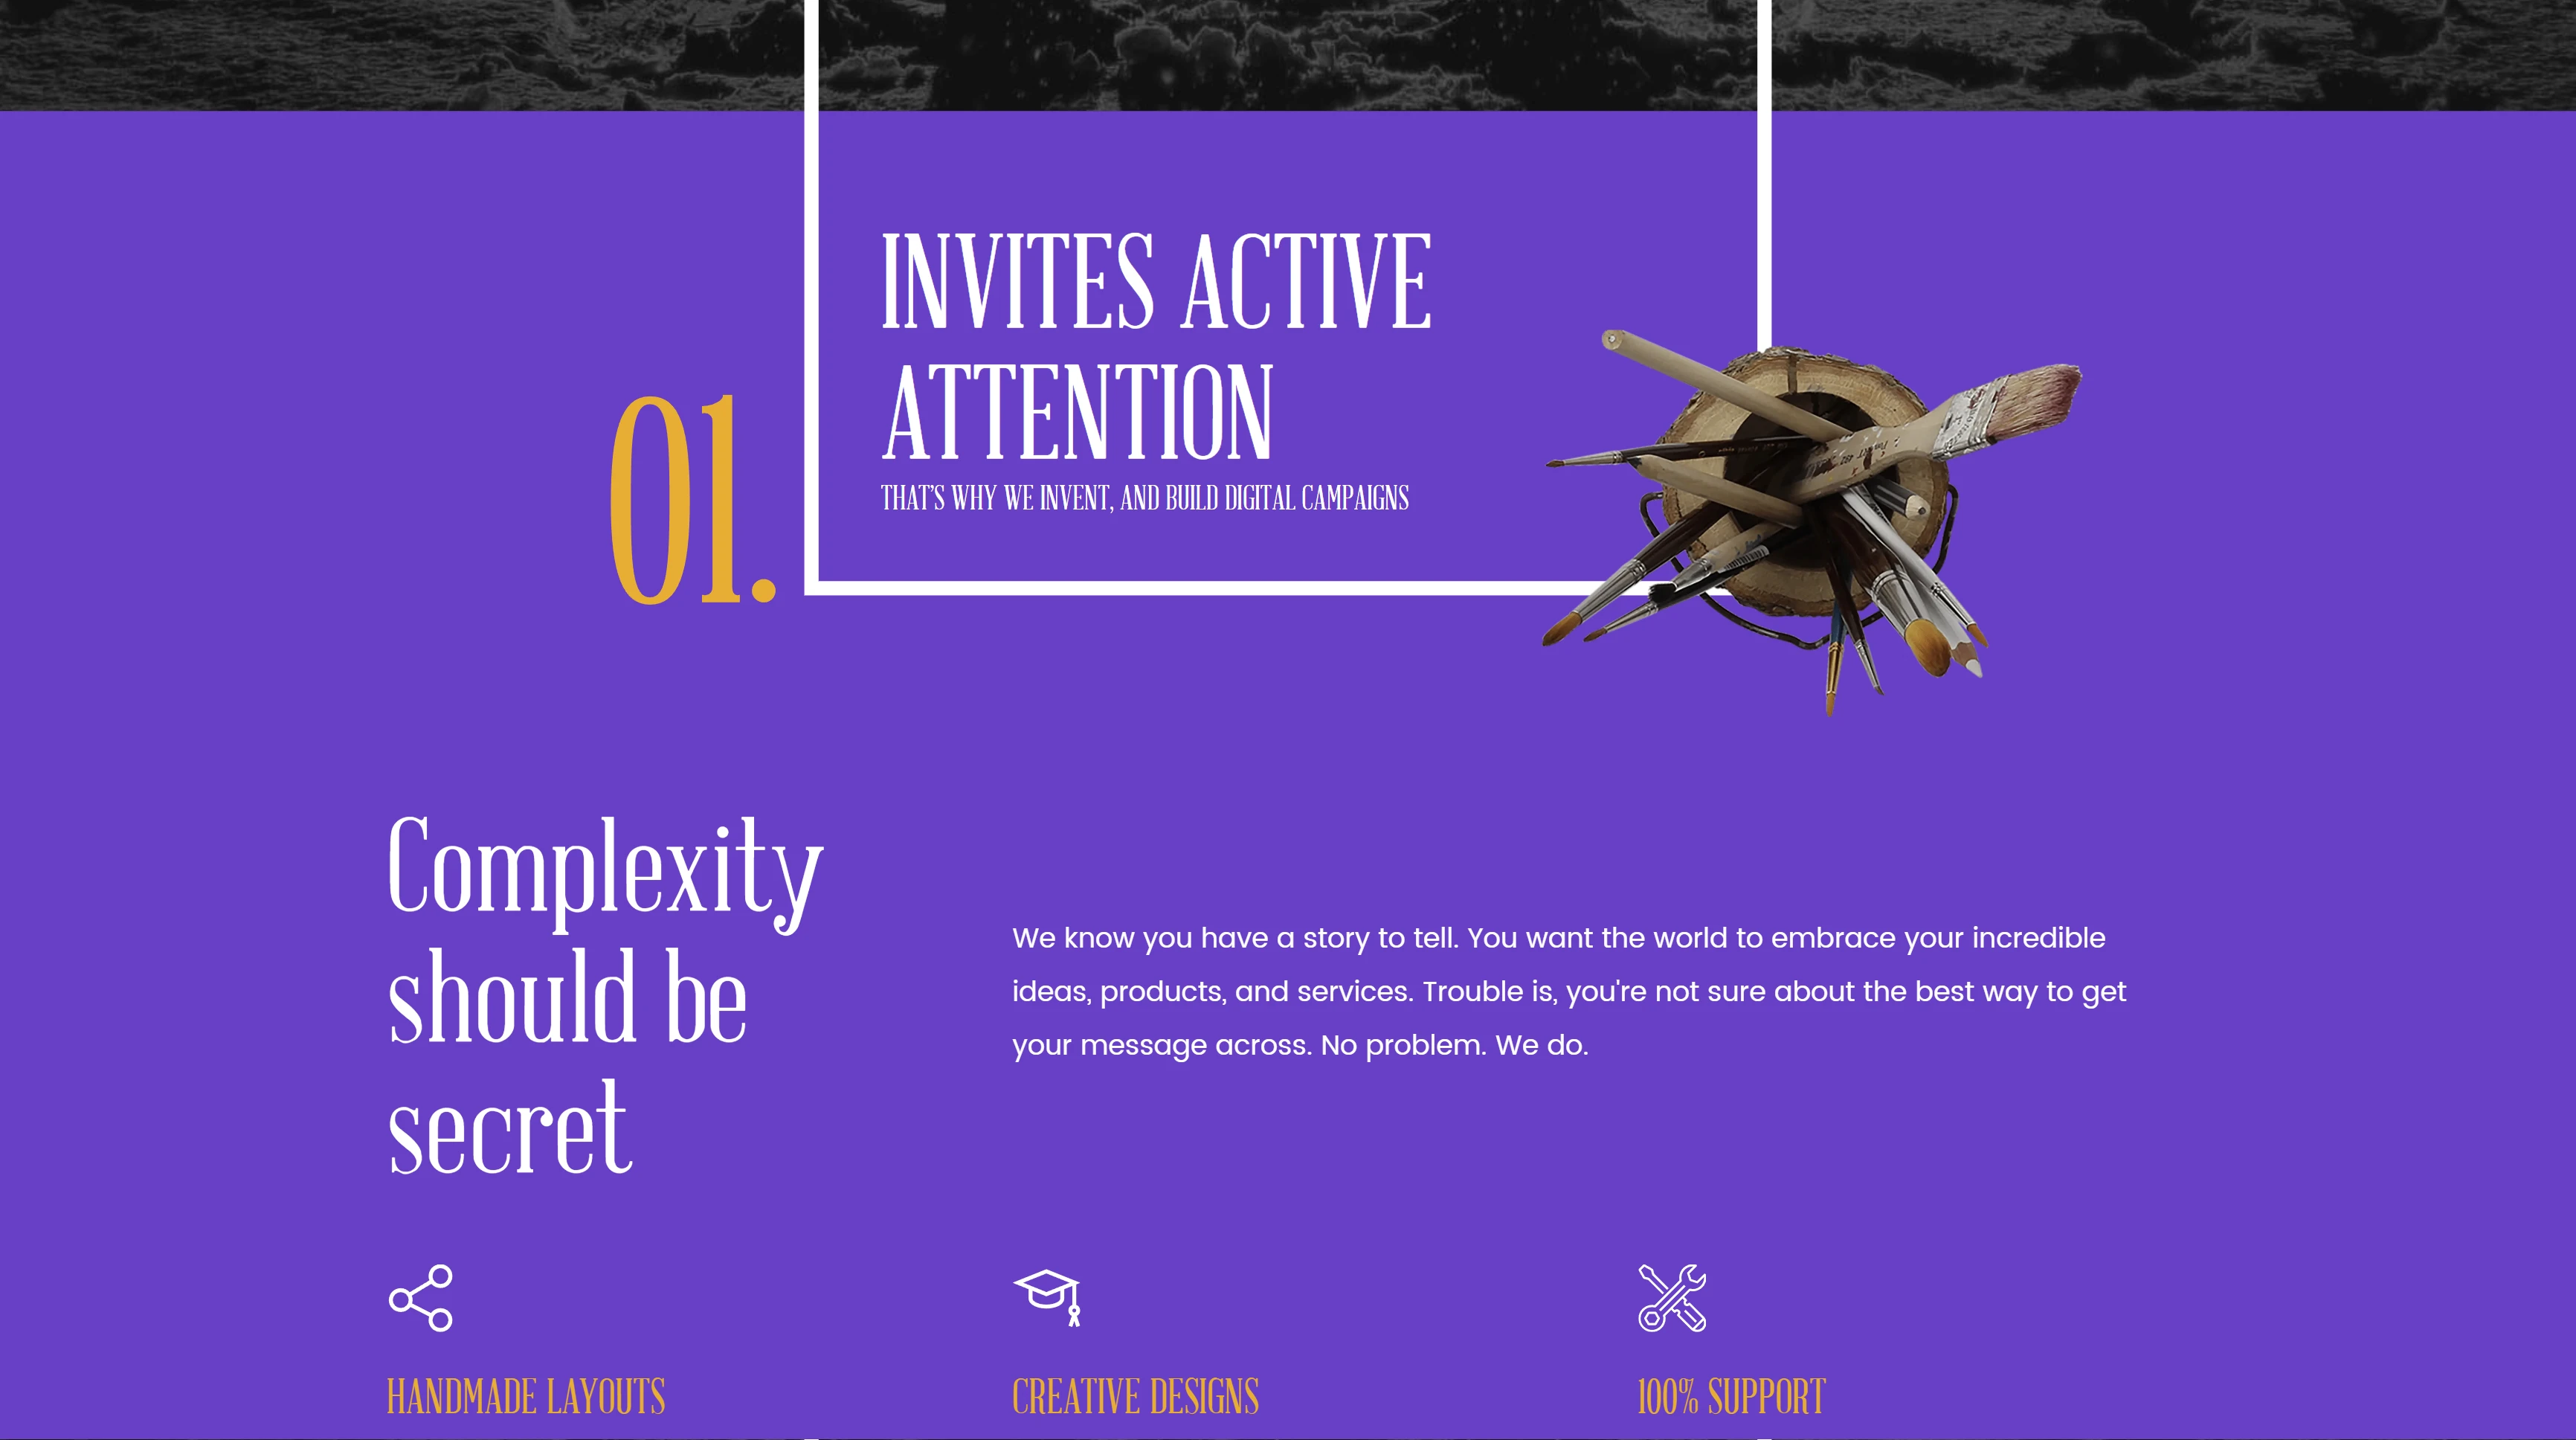 INVITES ACTIVE
ATTENTION
01.
THAT'S WHY WE INVENT, AND BUILD DIGITAL CAMPAIGNS
Complexity
should be
secret
We know you have a story to tell. You want the world to embrace your incredible
ideas, products, and services. Trouble is, you're not sure about the best way to get
your message across. No problem. We do.
HANDMADE LAYOUTS
CREATIVE DESIGNS
100% SUPPORT